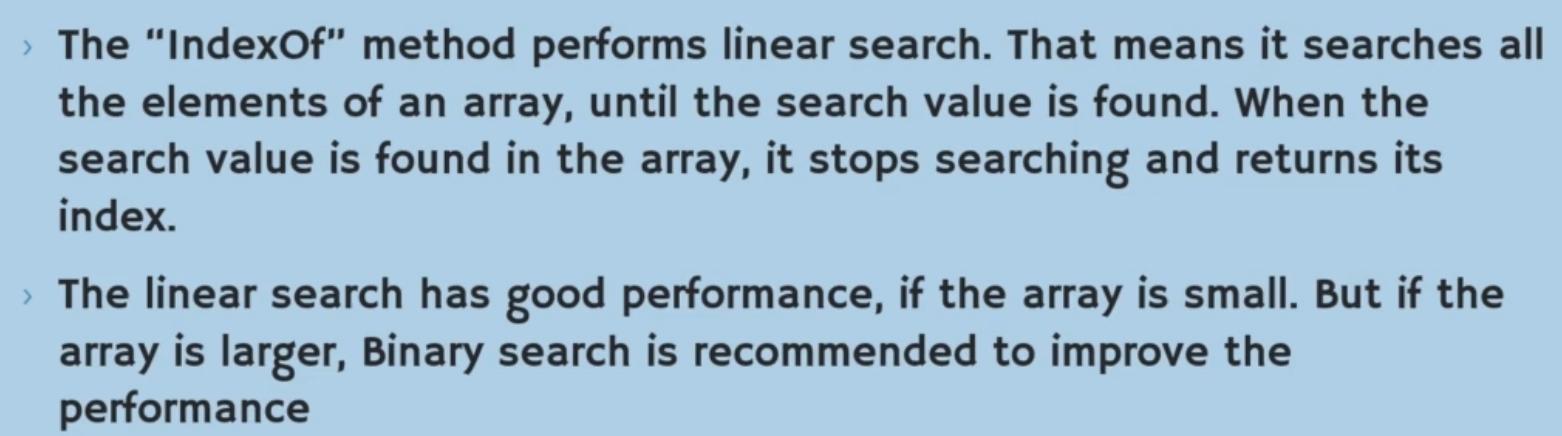 › The “IndexOf” method performs linear search. That means it searches all
the elements of an array, until the search value is found. When the
search value is found in the array, it stops searching and returns its
index.
› The linear search has good performance, if the array is small. But if the
array is larger, Binary search is recommended to improve the
performance